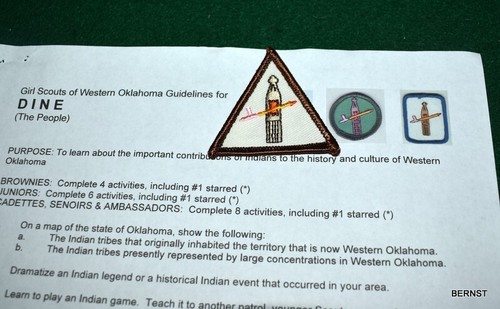 Girl Scouts of Western Oklahoma Guidelines for
DINE
(The People)
PURPOSE: To learn about the important contributions of Indians to the history and culture of Western
Oklahoma
BROWNIES: Complete 4 activities, including #1 starred (*)
JUNIORS: Complete 6 activities, including #1 starred (*)
CADETTES, SENOIRS & AMBASSADORS: Complete 8 activities, including #1 starred (*)
On a map of the state of Oklahoma, show the following:
a. The Indian tribes that originally inhabited the territory that is now Western Oklahoma.
b. The Indian tribes presently represented by large concentrations in Western Oklahoma.
Dramatize an Indian legend or a historical Indian event that occurred in your area.
Learn to play an Indian game. Teach it to another patrol, younger
BERNST